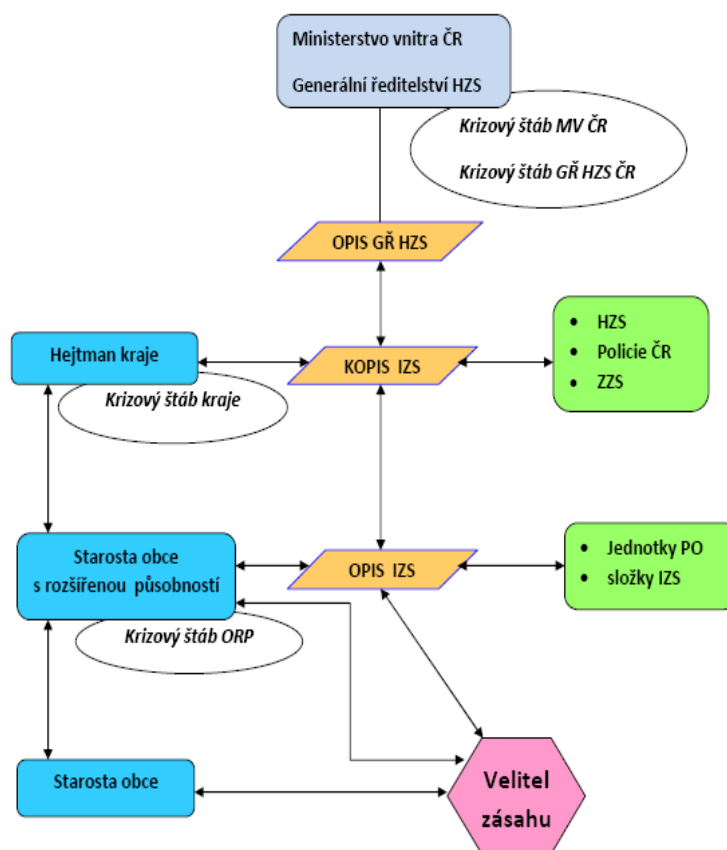 Ministerstvo vnitra ČR
Generální ředitelství HZS
Krizový štáb MV ČR
Krizový štáb GŘ HZS ČR
OPIS GŘ HZS
Hejtman kraje
KOPIS IZS
• HZS
• Policie ČR
• ZZS
Krizový štáb kraje
Starosta obce
s rozšířenou působností
OPIS IZS
• Jednotky PO
• složky IZS
Krizový štáb ORP
Starosta obce
Velitel
zásahu